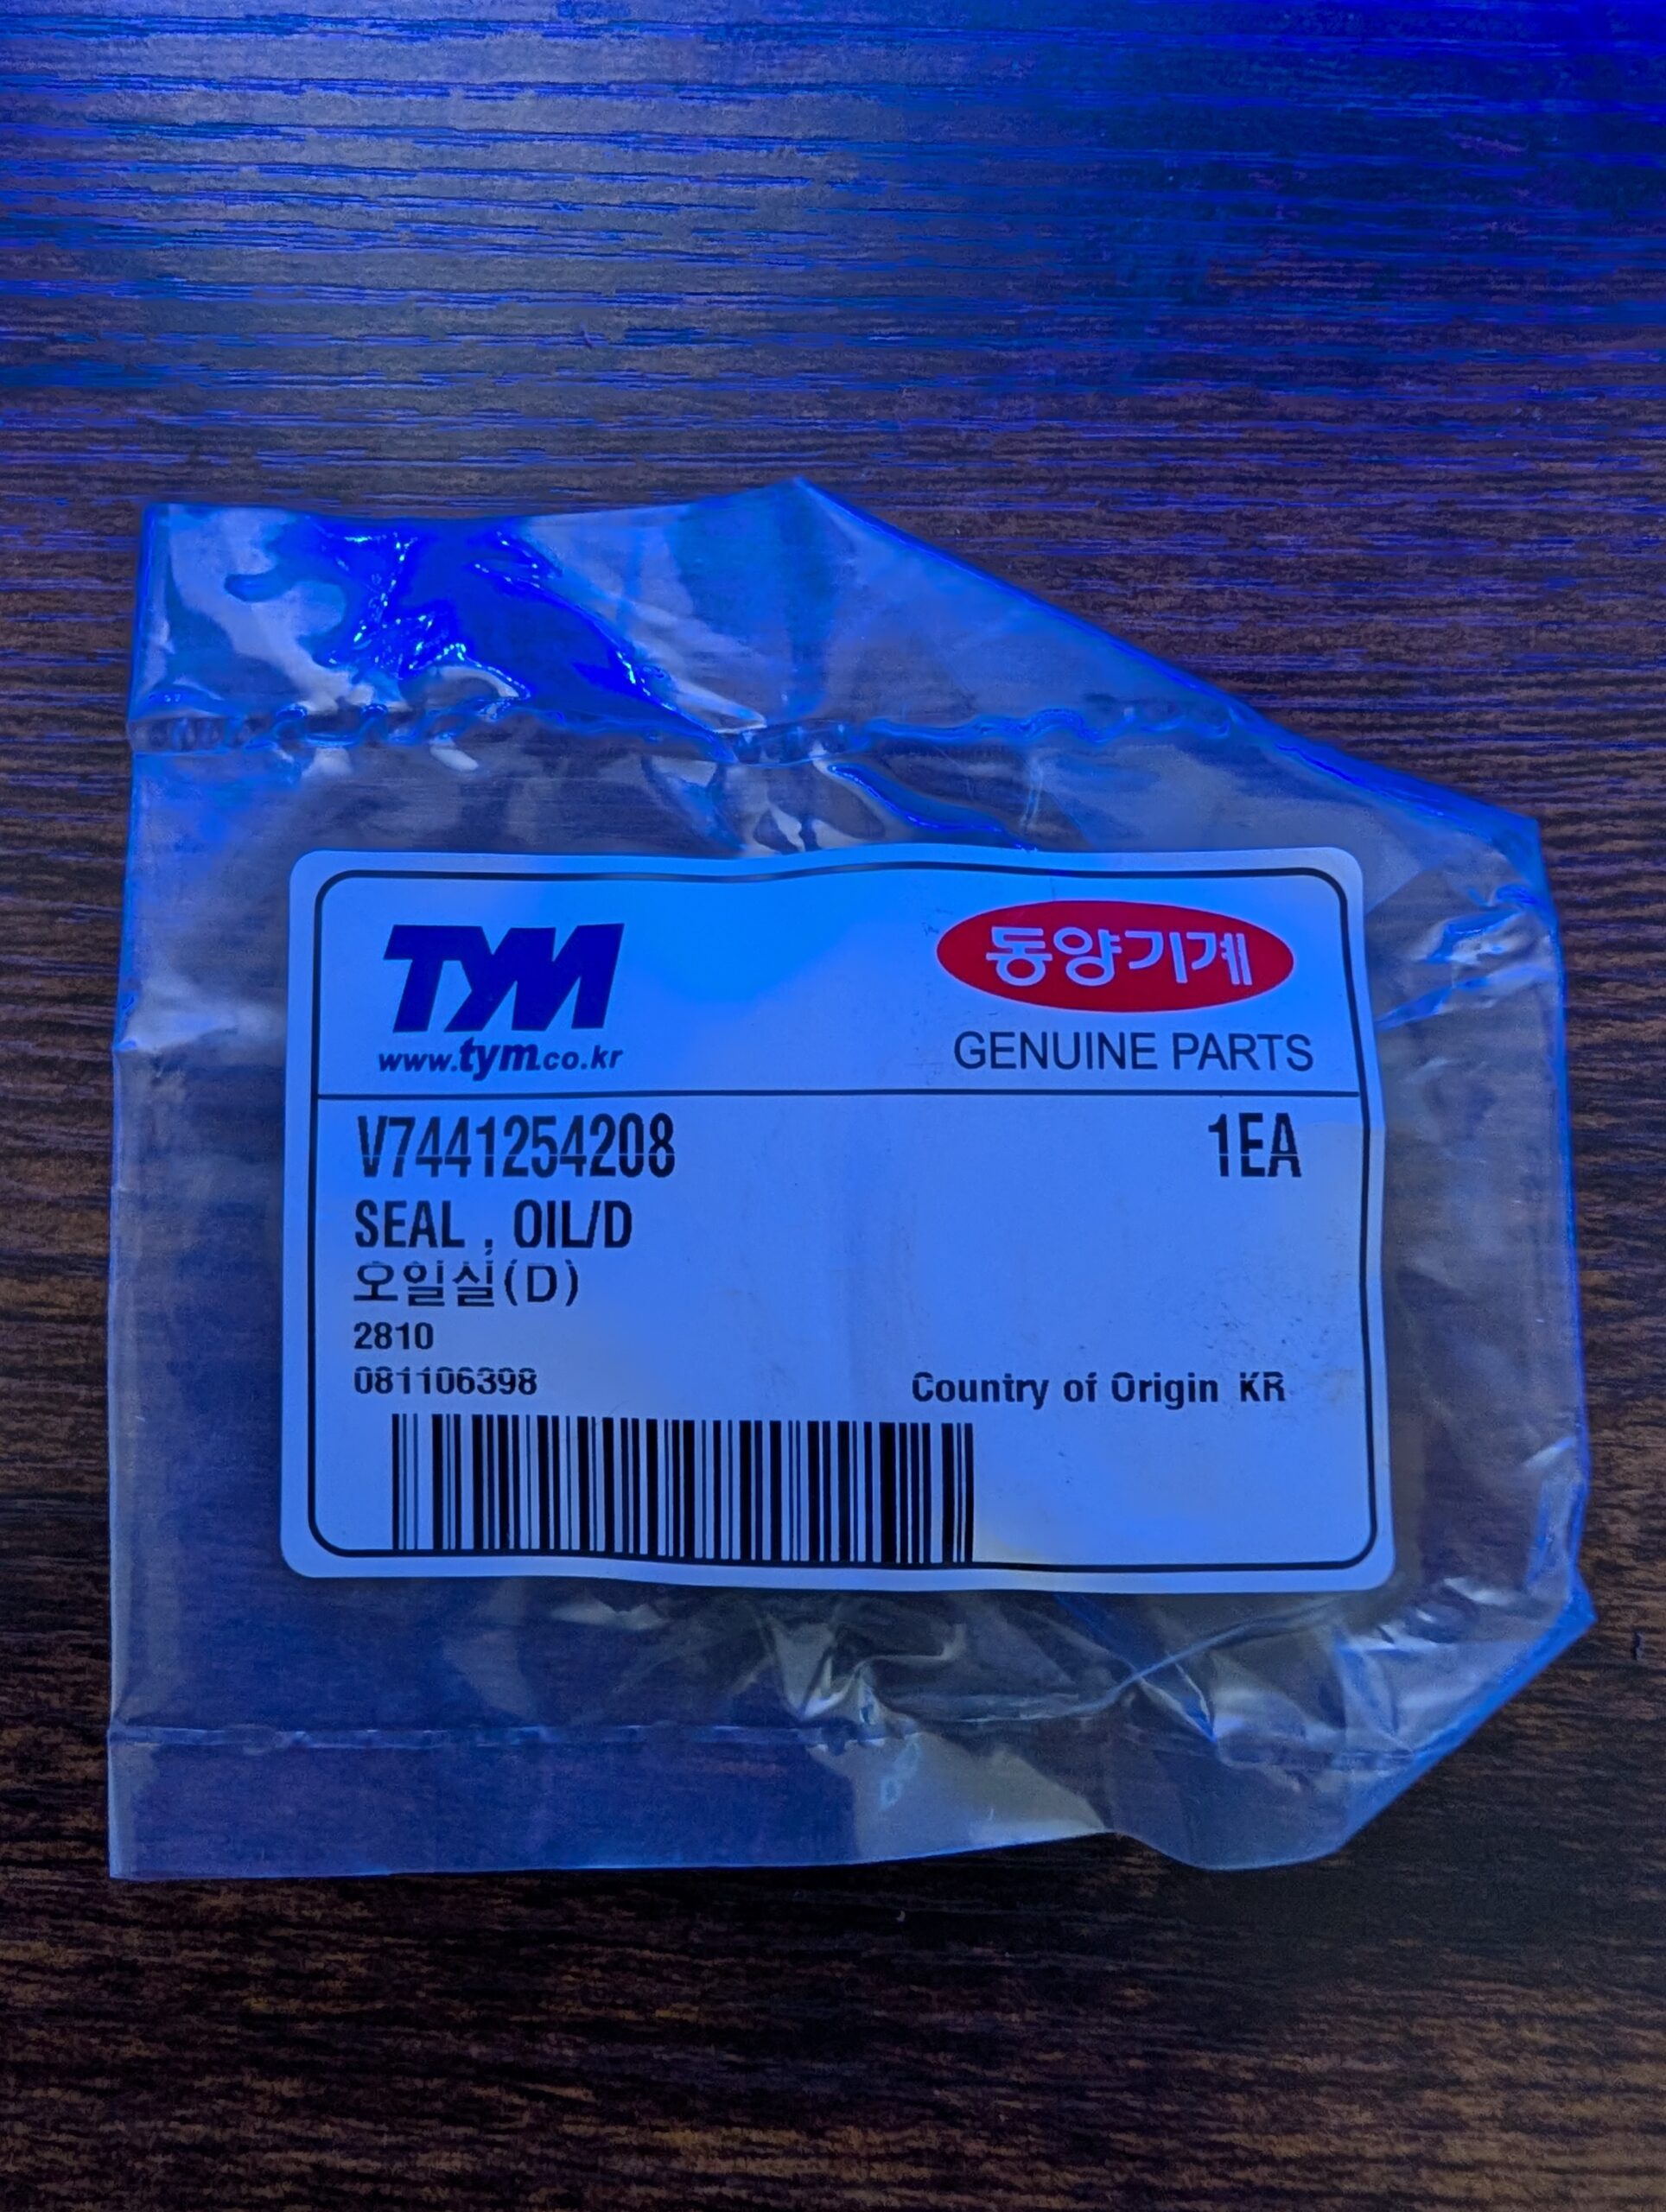 TYM
www.tym.co.kr
동양기계
GENUINE PARTS
V7441254208 1EA
SEAL , OIL/D
오일실(D)
2810
081106398 Country of Origin KR